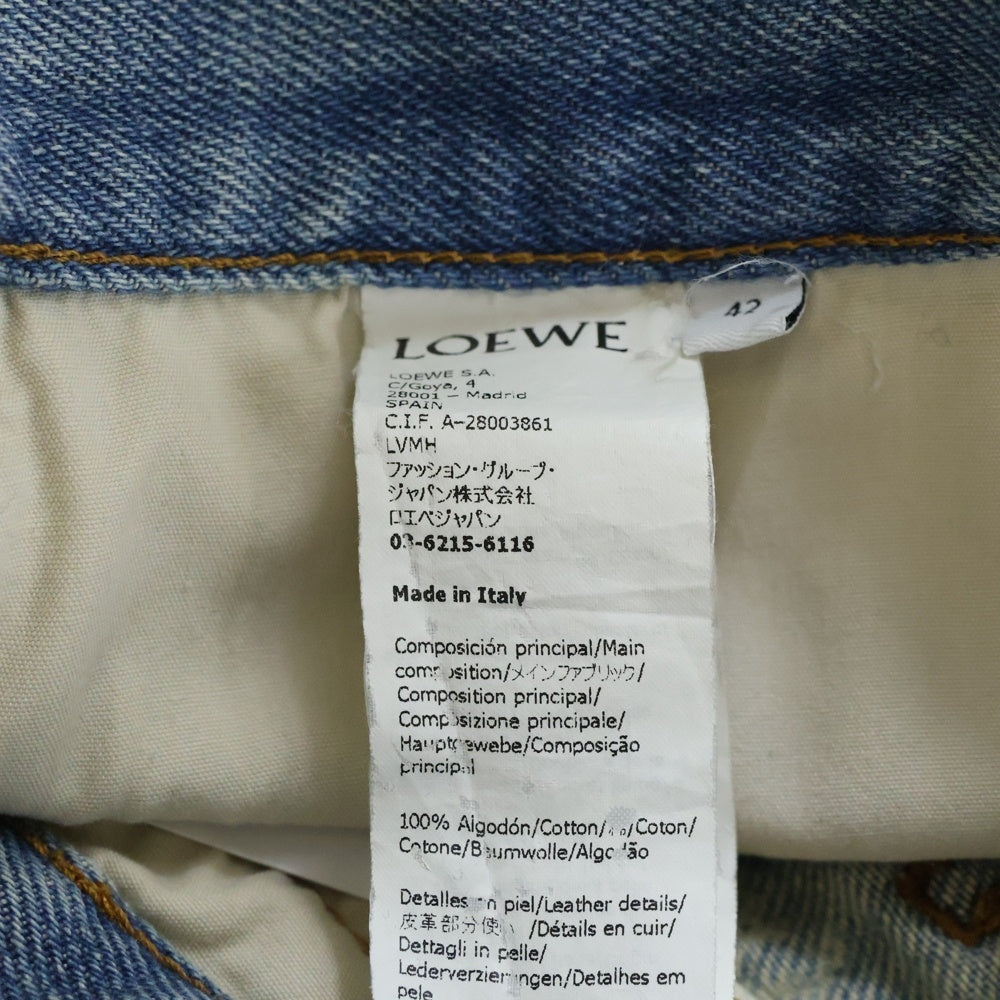 LOEWE
42
LOEWE S.A.
C/Goya, 4
28001 – Madrid
SPAIN
C.I.F. A-28003861
LVMH
ファッション・グループ・
ジャパン株式会社
ロエベジャパン
03-6215-6116
Made in Italy
Composición principal/Main
composition/メインファブリック/
Composition principal/
Composizione principale/
Hauptgewebe/Composição
principal
100% Algodón/Cotton/ /Coton/
Cotone/Baumwolle/Algodão
Detalles en piel/Leather details/
皮革部分使 /Détails en cuir/
Dettagli in pelle/
Lederverzierungen/Detalhes em
pele